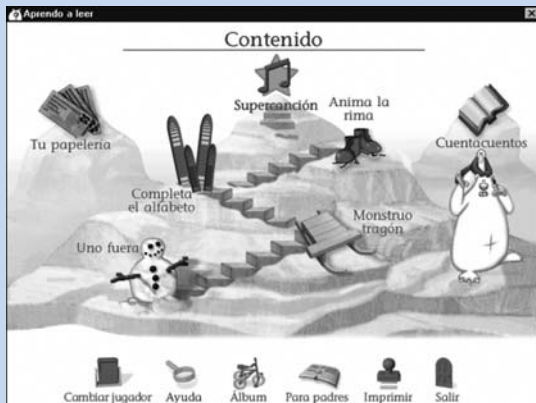 Aprendo a leer
Contenido
Supercanción
Anima la
rima
Tu papelería
Cuentacuentos
Completa
el alfabeto
Monstruo
tragón
Uno fuera
Cambiar jugador
Ayuda
Álbum
Para padres
Imprimir
Salir